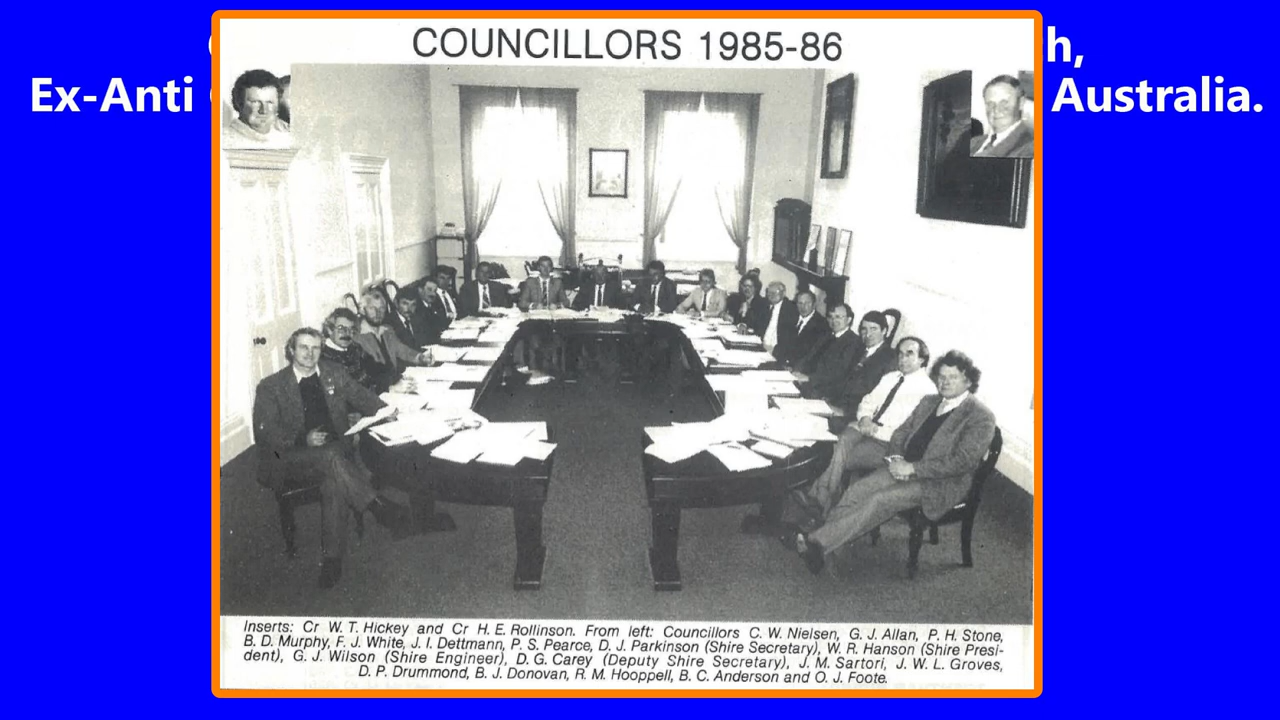 h,
Ex-Anti Australia.
COUNCILLORS 1985-86
Inserts: Cr W. T. Hickey and Cr H. E. Rollinson. From left: Councillors C. W. Nielsen, G. J. Allan, P. H. Stone,
B. D. Murphy, F. J. White, J. I. Dettmann, P. S. Pearce, D. J. Parkinson (Shire Secretary), W. R. Hanson (Shire Presi-
dent), G. J. Wilson (Shire Engineer), D. G. Carey (Deputy Shire Secretary), J. M. Sartori, J. W. L. Groves,
D. P. Drummond, B. J. Donovan, R. M. Hooppell, B. C. Anderson and O. J. Foote.